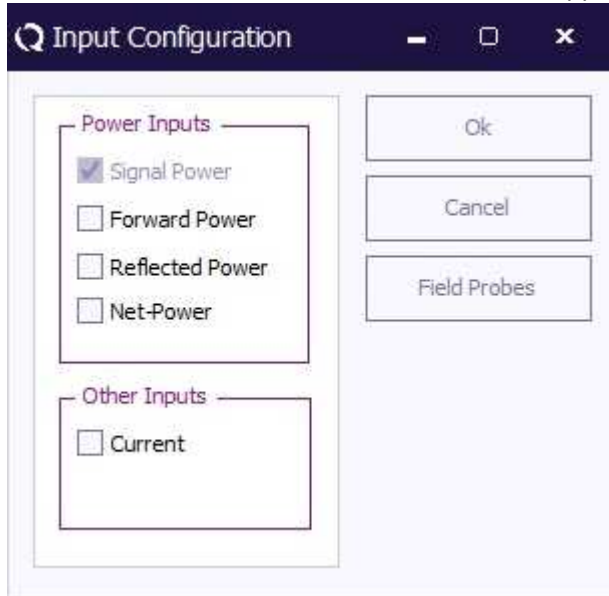 Input Configuration
Power Inputs
Signal Power
Forward Power
Reflected Power
Net-Power
Other Inputs
Current
Ok
Cancel
Field Probes